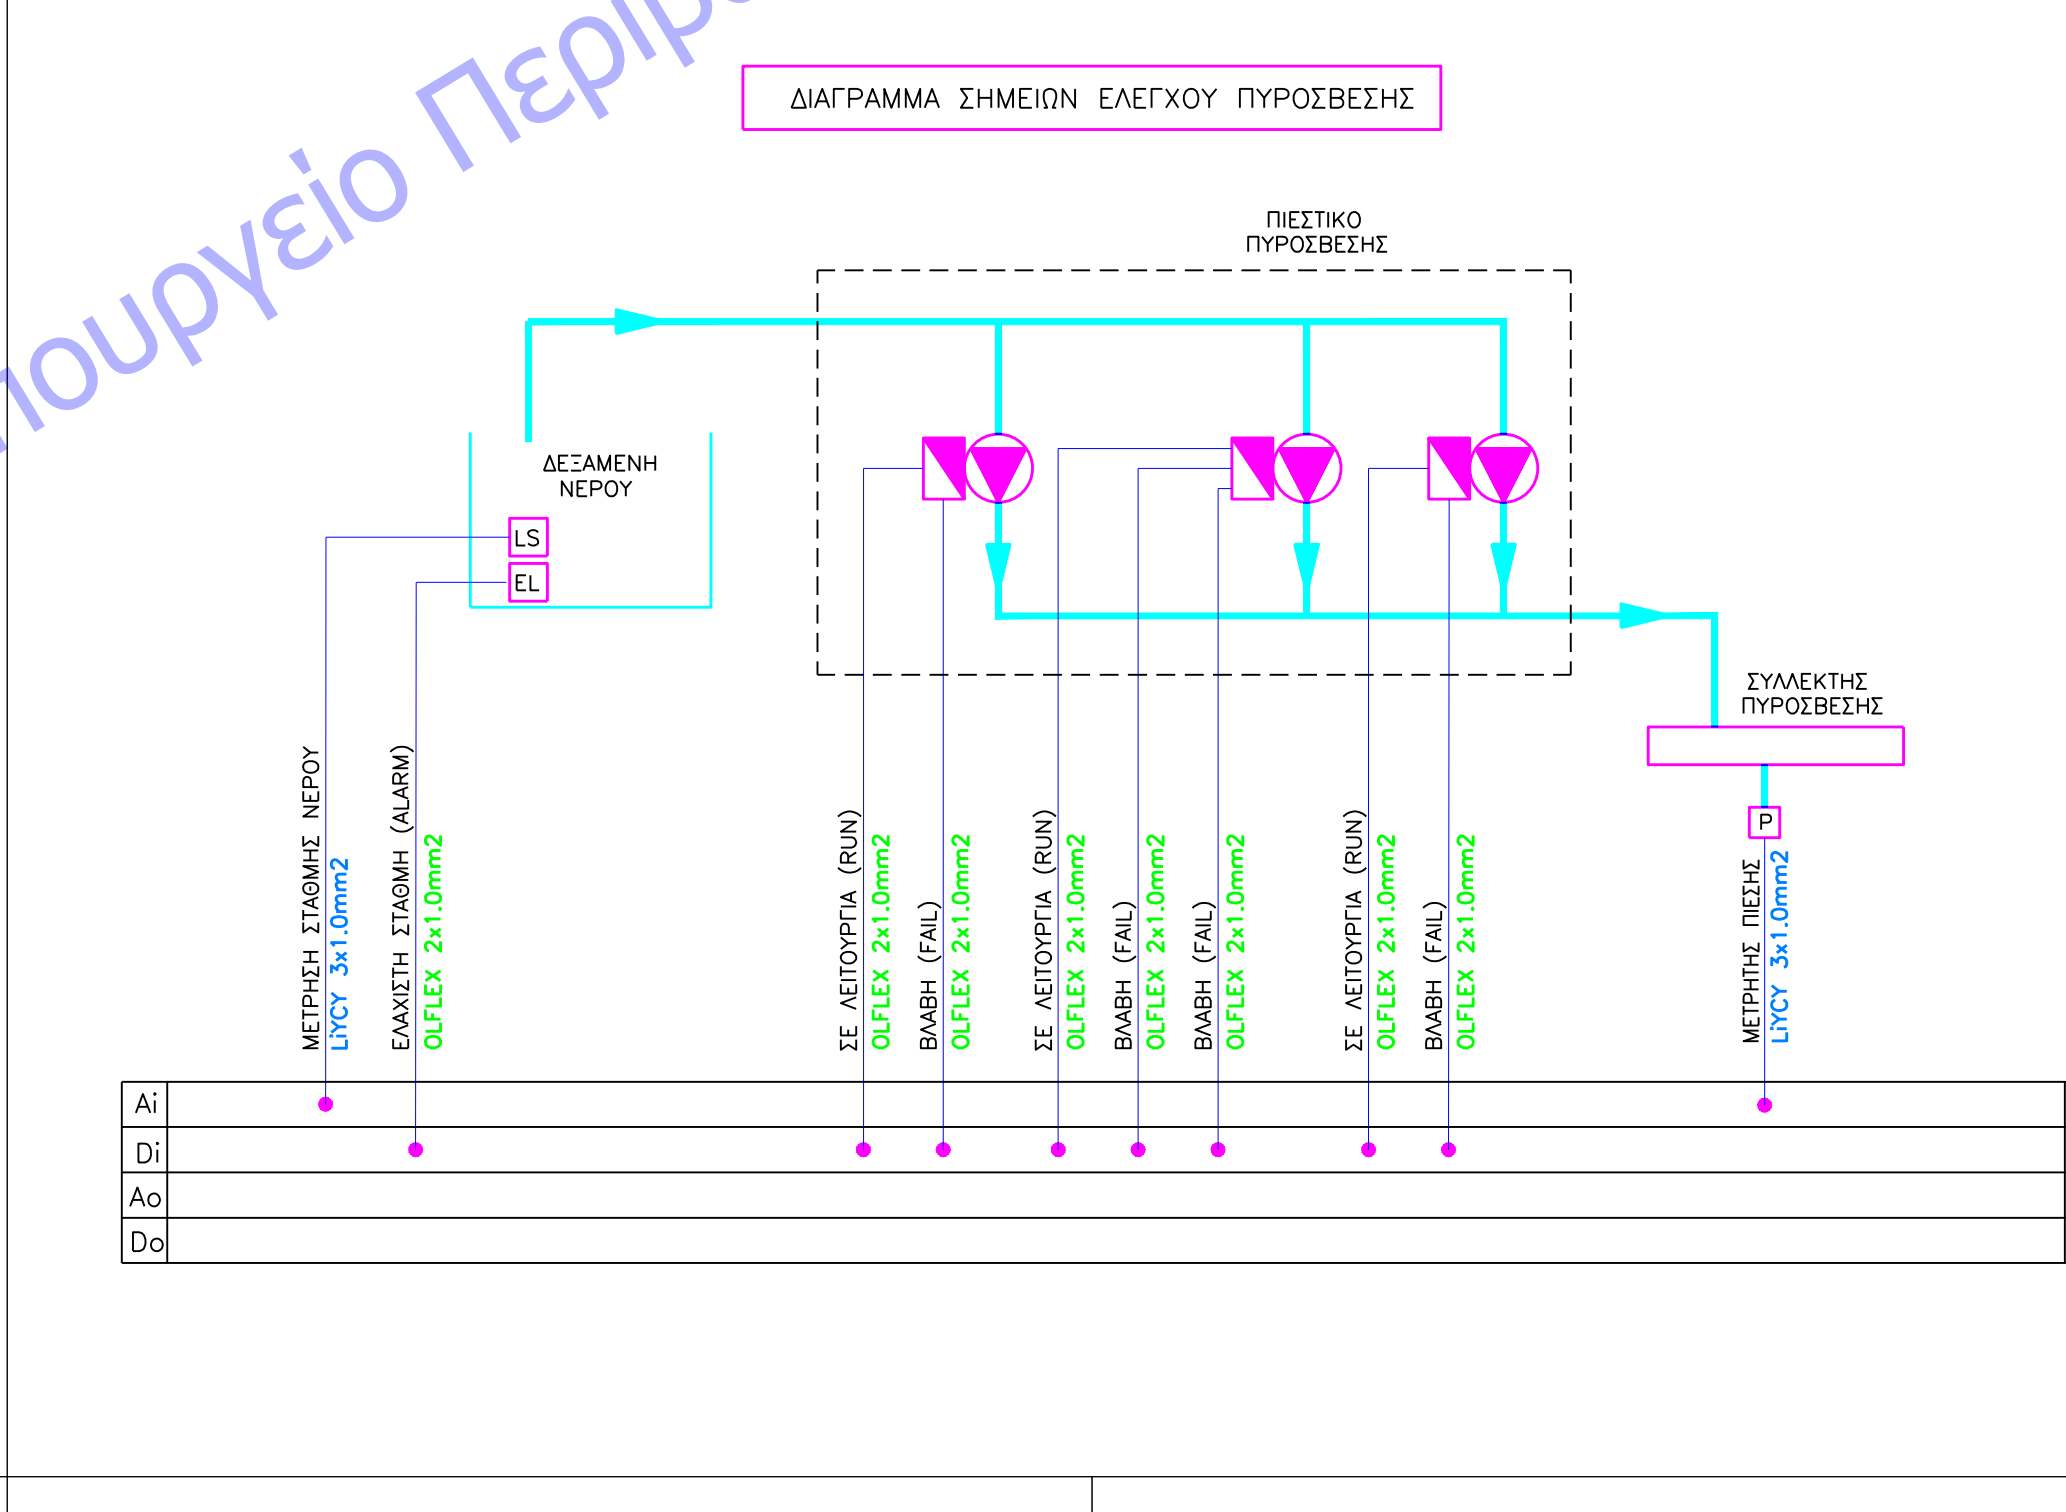 ΔΙΑΓΡΑΜΜΑ ΣΗΜΕΙΩΝ ΕΛΕΓΧΟΥ ΠΥΡΟΣΒΕΣΗΣ
ΠΙΕΣΤΙΚΟ
ΠΥΡΟΣΒΕΣΗΣ
ΔΕΞΑΜΕΝΗ
ΝΕΡΟΥ
LS
EL
ΣΥΛΛΕΚΤΗΣ
ΠΥΡΟΣΒΕΣΗΣ
P
ΜΕΤΡΗΣΗ ΣΤΑΘΜΗΣ ΝΕΡΟΥ
LiYCY 3x1.0mm2
ΕΛΑΧΙΣΤΗ ΣΤΑΘΜΗ (ALARM)
OLFLEX 2x1.0mm2
ΣΕ ΛΕΙΤΟΥΡΓΙΑ (RUN)
OLFLEX 2x1.0mm2
ΒΛΑΒΗ (FAIL)
OLFLEX 2x1.0mm2
ΣΕ ΛΕΙΤΟΥΡΓΙΑ (RUN)
OLFLEX 2x1.0mm2
ΒΛΑΒΗ (FAIL)
OLFLEX 2x1.0mm2
ΒΛΑΒΗ (FAIL)
OLFLEX 2x1.0mm2
ΣΕ ΛΕΙΤΟΥΡΓΙΑ (RUN)
OLFLEX 2x1.0mm2
ΒΛΑΒΗ (FAIL)
OLFLEX 2x1.0mm2
ΜΕΤΡΗΤΗΣ ΠΙΕΣΗΣ
LiYCY 3x1.0mm2
Ai
Di
Ao
Do